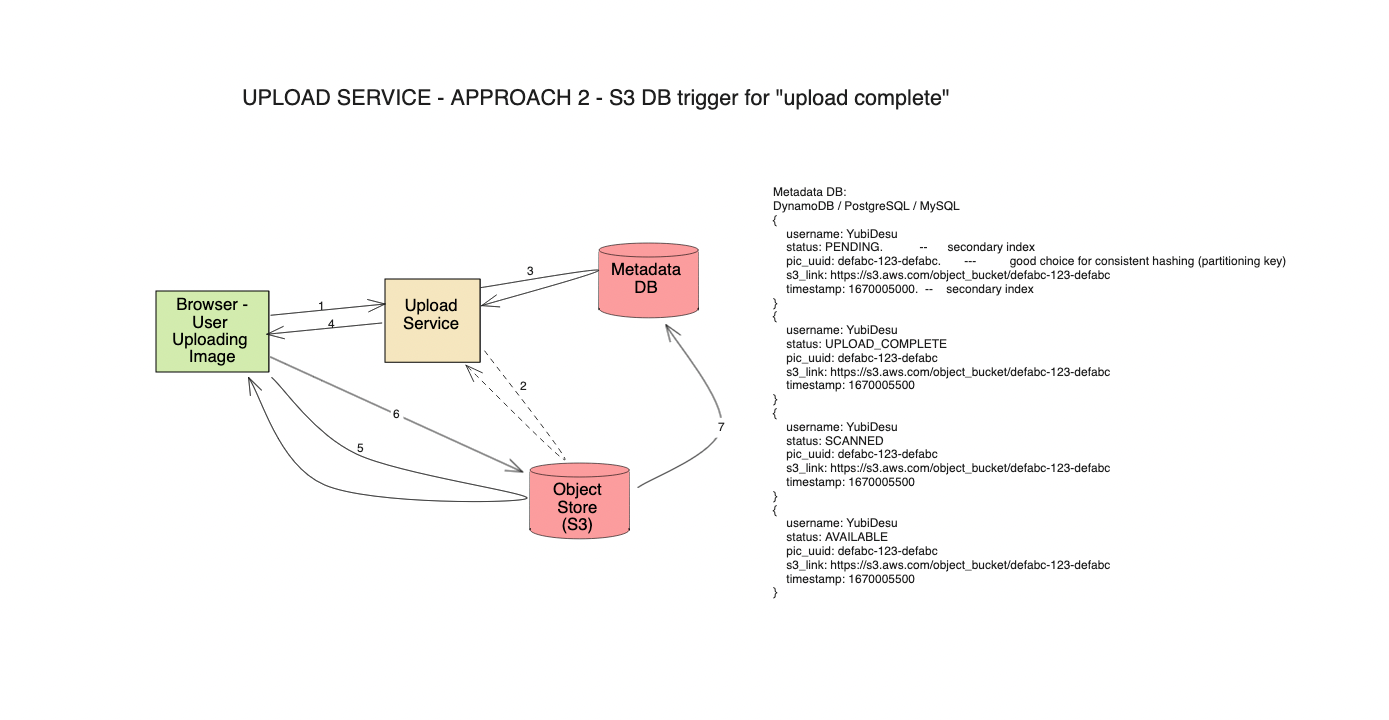 UPLOAD SERVICE - APPROACH 2 - S3 DB trigger for "upload complete"
Browser -
User
Uploading
Image
1
4
Upload
Service
3
Metadata
DB
2
6
5
7
Object
Store
(S3)
Metadata DB:
DynamoDB / PostgreSQL / MySQL
{
username: YubiDesu
status: PENDING. -- secondary index
pic_uuid: defabc-123-defabc. --- good choice for consistent hashing (partitioning key)
s3_link: https://s3.aws.com/object_bucket/defabc-123-defabc
timestamp: 1670005000. -- secondary index
}
{
username: YubiDesu
status: UPLOAD_COMPLETE
pic_uuid: defabc-123-defabc
s3_link: https://s3.aws.com/object_bucket/defabc-123-defabc
timestamp: 1670005500
}
{
username: YubiDesu
status: SCANNED
pic_uuid: defabc-123-defabc
s3_link: https://s3.aws.com/object_bucket/defabc-123-defabc
timestamp: 1670005500
}
{
username: YubiDesu
status: AVAILABLE
pic_uuid: defabc-123-defabc
s3_link: https://s3.aws.com/object_bucket/defabc-123-defabc
timestamp: 1670005500
}